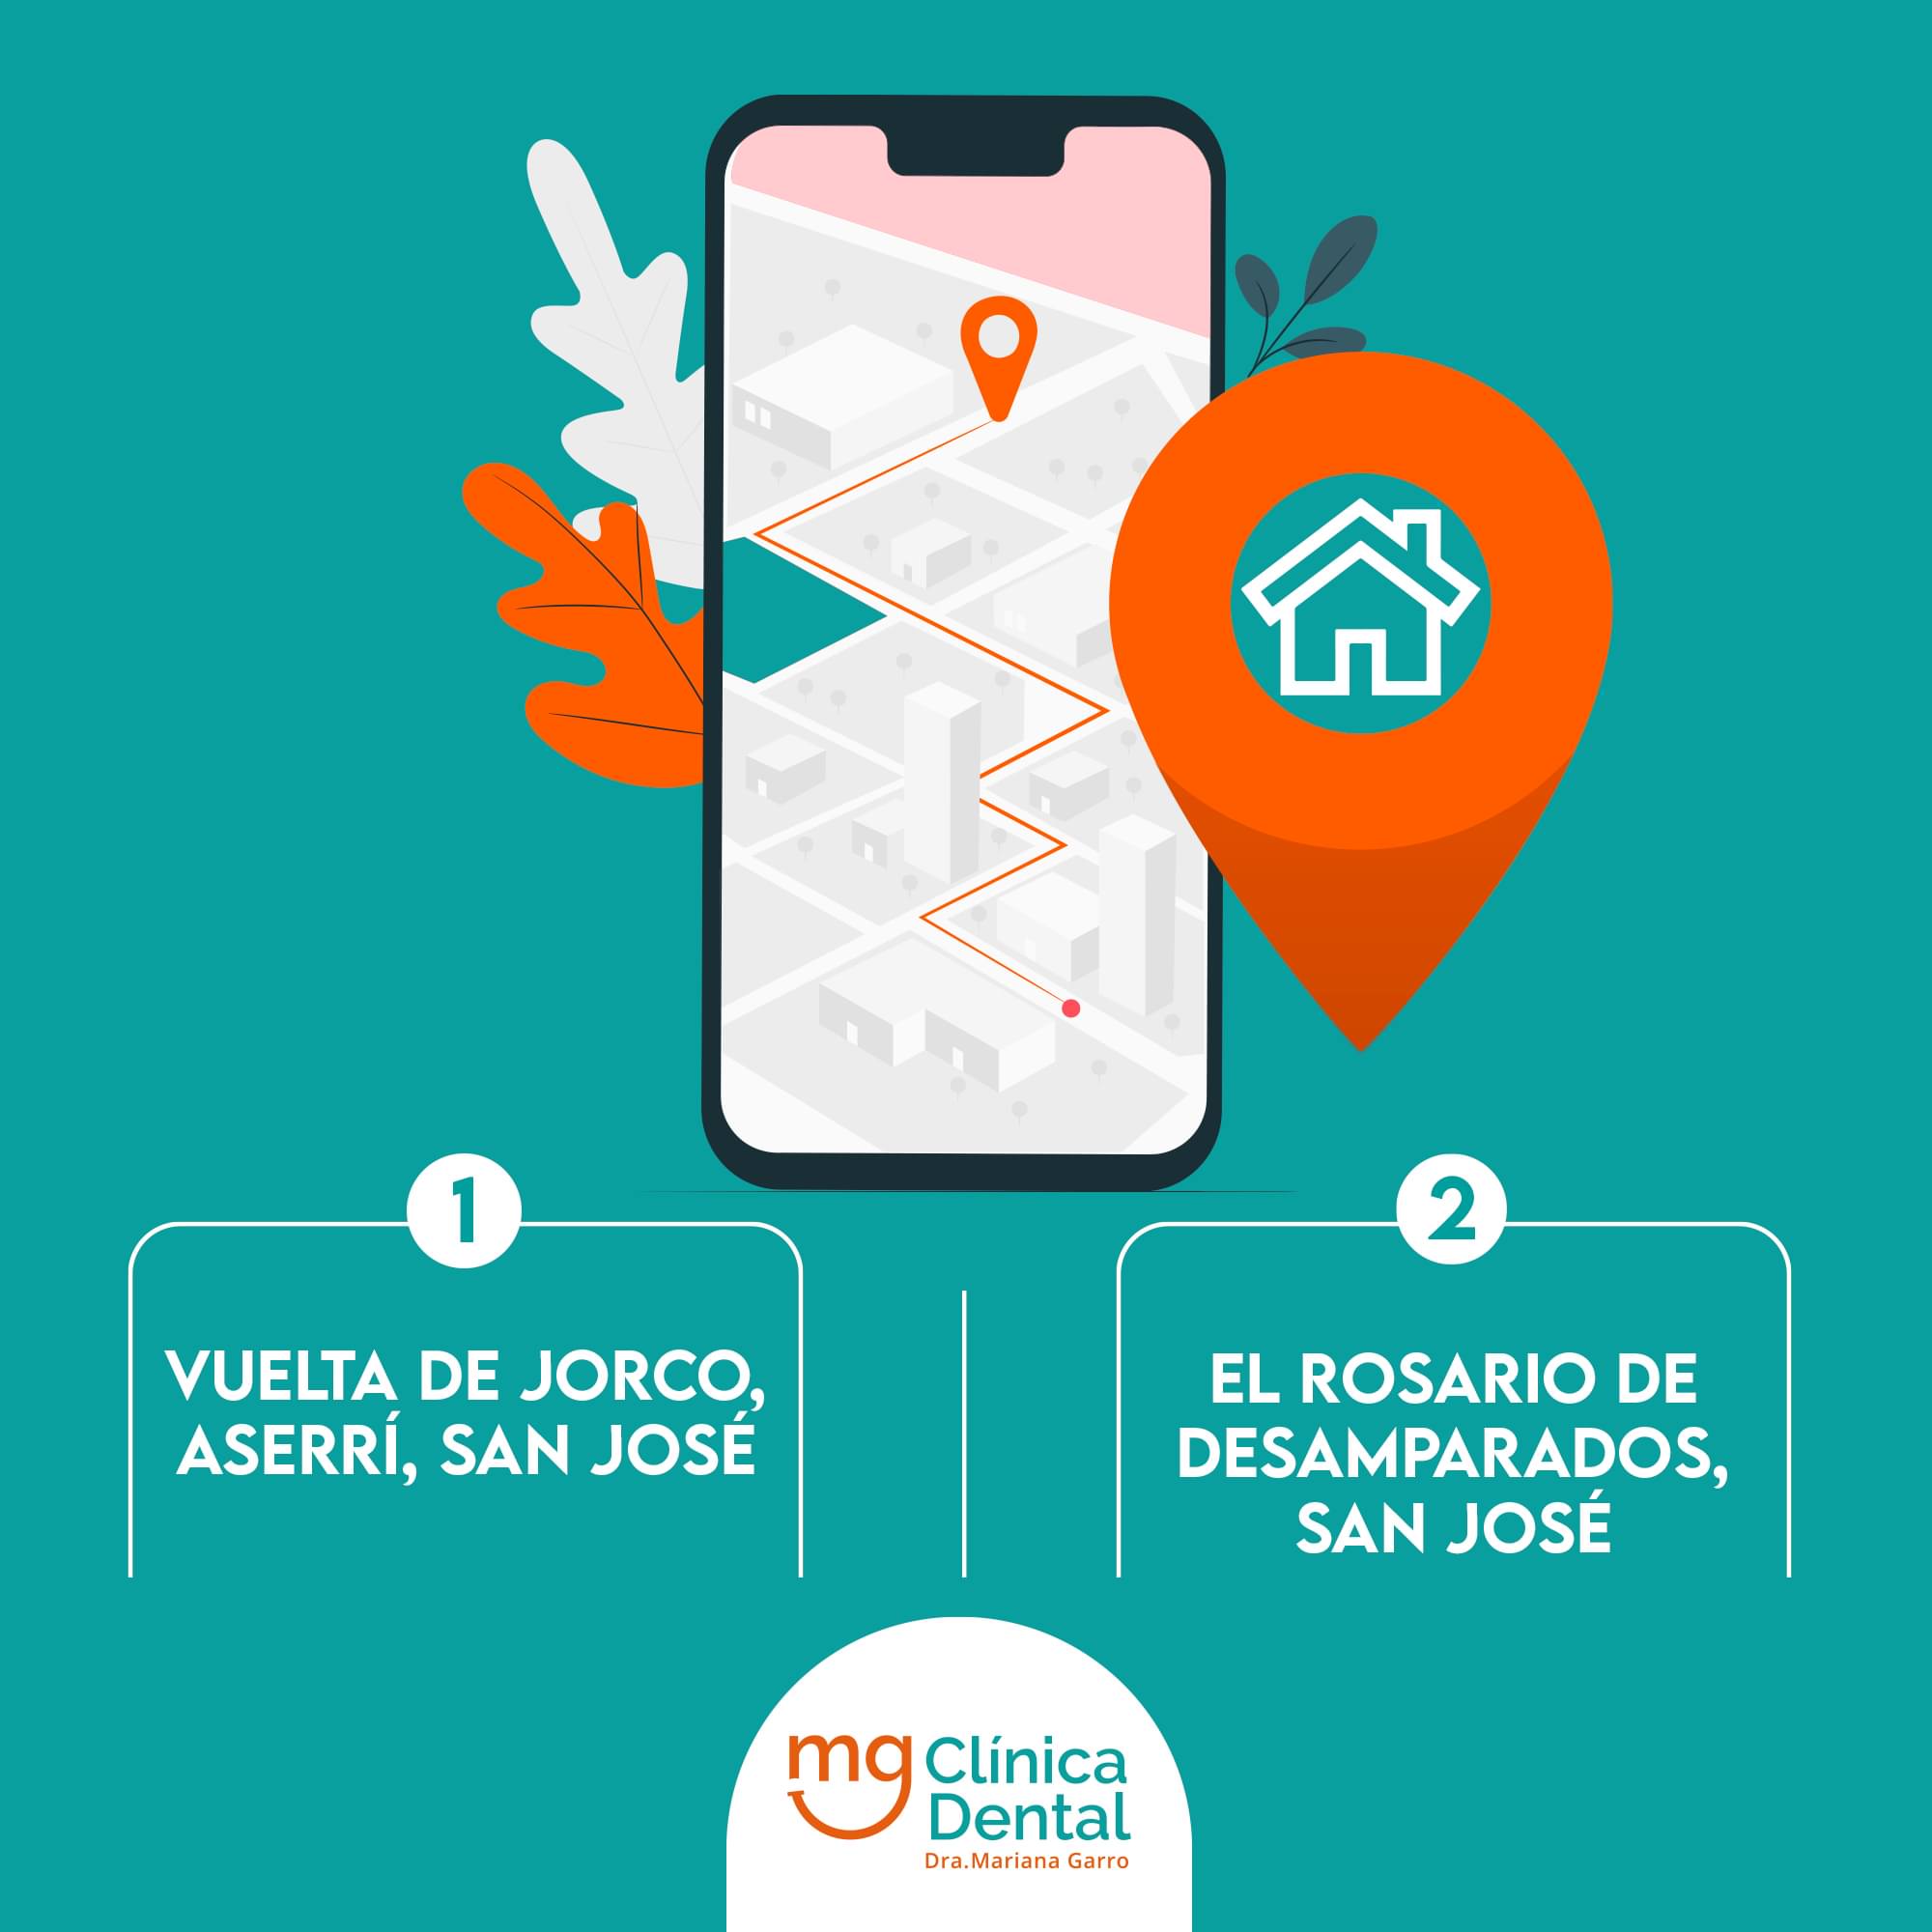 1
VUELTA DE JORCO,
ASERRÍ, SAN JOSÉ
2
EL ROSARIO DE
DESAMPARADOS,
SAN JOSÉ
mg Clínica
Dental
Dra.Mariana Garro